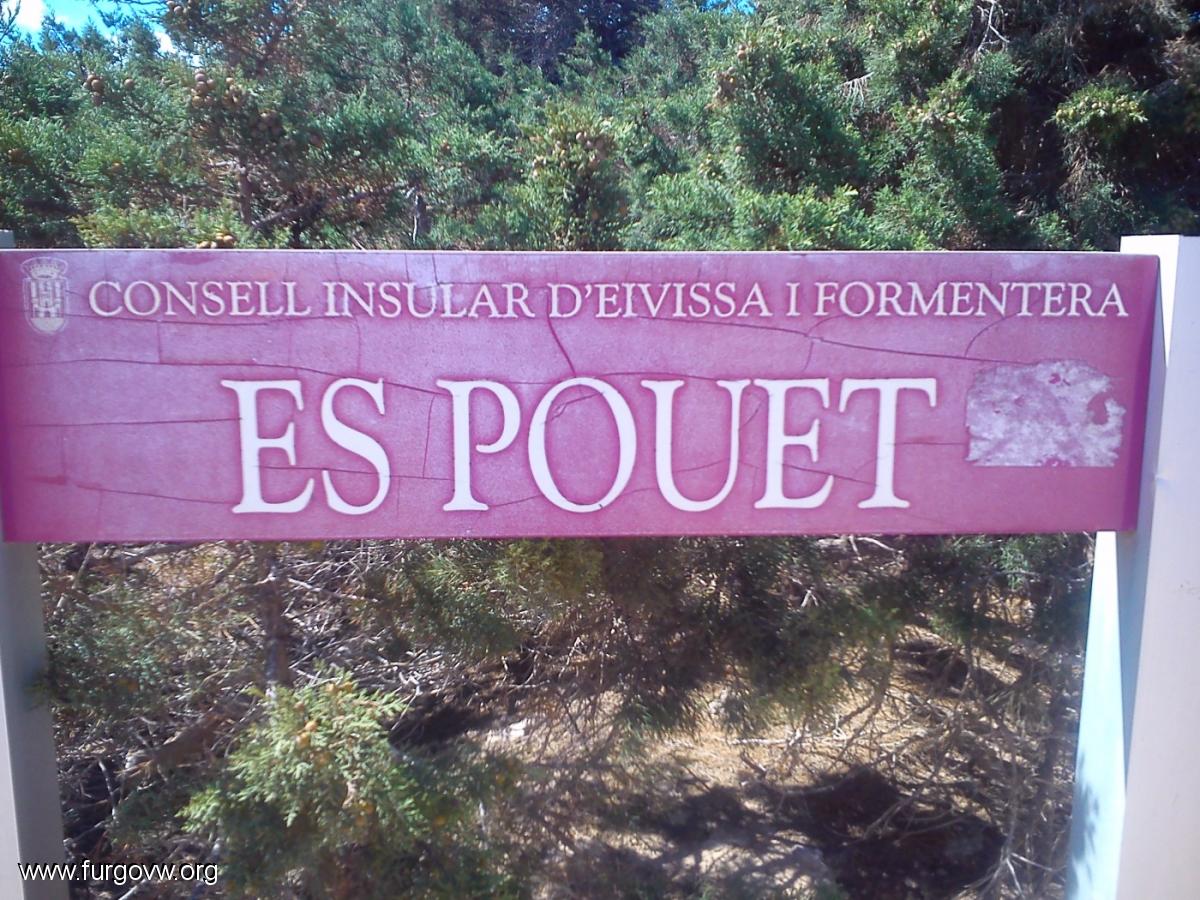 CONSELL INSULAR D'EIVISSA I FORMENTERA
ES POUET
www.furgovw.org